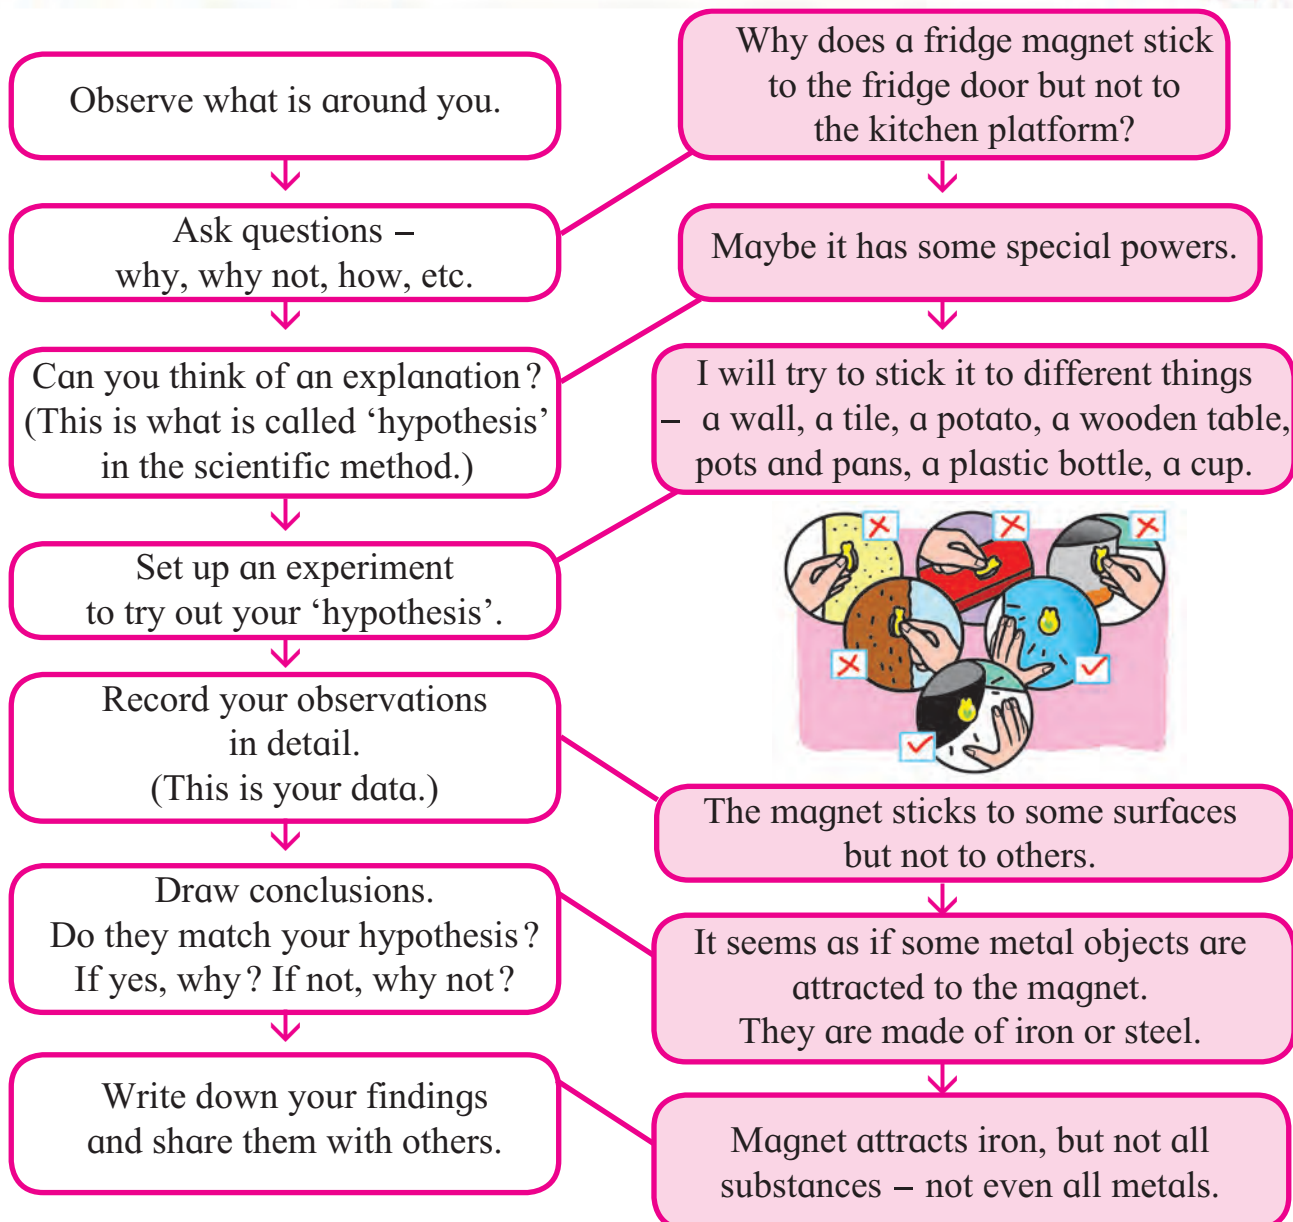 Observe what is around you.
Ask questions –
why, why not, how, etc.
Can you think of an explanation?
(This is what is called ‘hypothesis’
in the scientific method.)
Set up an experiment
to try out your ‘hypothesis’.
Record your observations
in detail.
(This is your data.)
Draw conclusions.
Do they match your hypothesis?
If yes, why? If not, why not?
Write down your findings
and share them with others.
Why does a fridge magnet stick
to the fridge door but not to
the kitchen platform?
Maybe it has some special powers.
I will try to stick it to different things
– a wall, a tile, a potato, a wooden table,
pots and pans, a plastic bottle, a cup.
The magnet sticks to some surfaces
but not to others.
It seems as if some metal objects are
attracted to the magnet.
They are made of iron or steel.
Magnet attracts iron, but not all
substances – not even all metals.